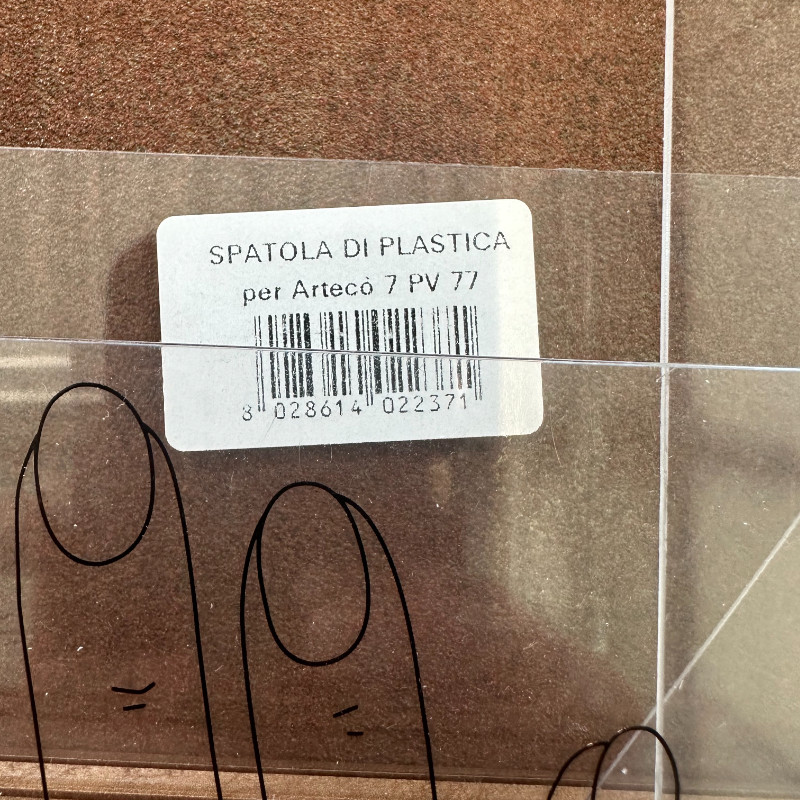 SPATOLA DI PLASTICA
per Artecò 7 PV 77
8 028614 022371